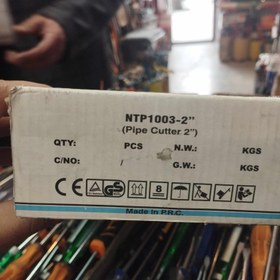 NTP1003-2"
(Pipe Cutter 2")
QTY: PCS N.W.: KGS
C/NO: / G.W.: KGS
CE GS 8
Made in P.R.C.